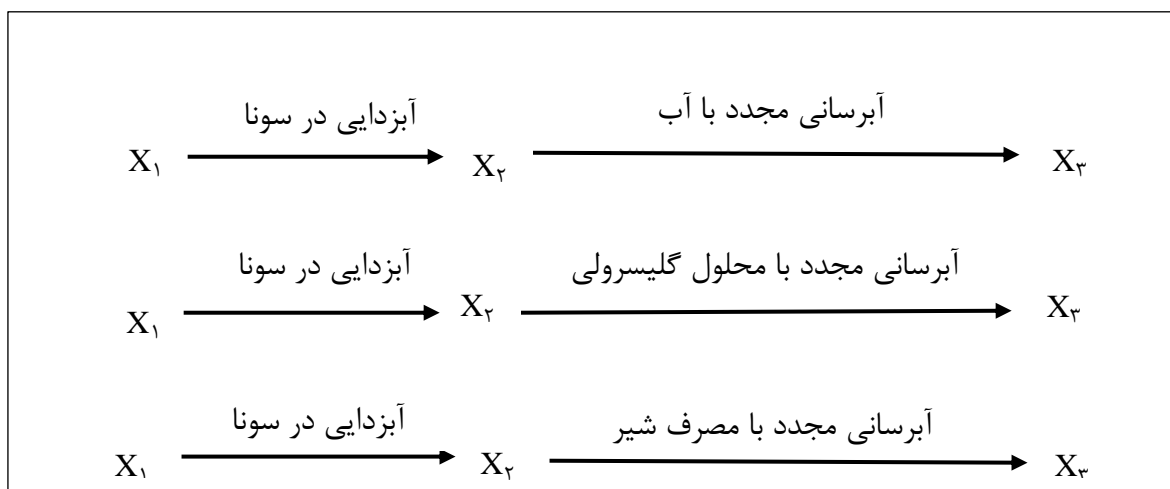 آبزدایی در سونا آبرسانی مجدد با آب
X۱ X۲ X۳
آبزدایی در سونا آبرسانی مجدد با محلول گلیسرولی
X۱ X۲ X۳
آبزدایی در سونا آبرسانی مجدد با مصرف شیر
X۱ X۲ X۳